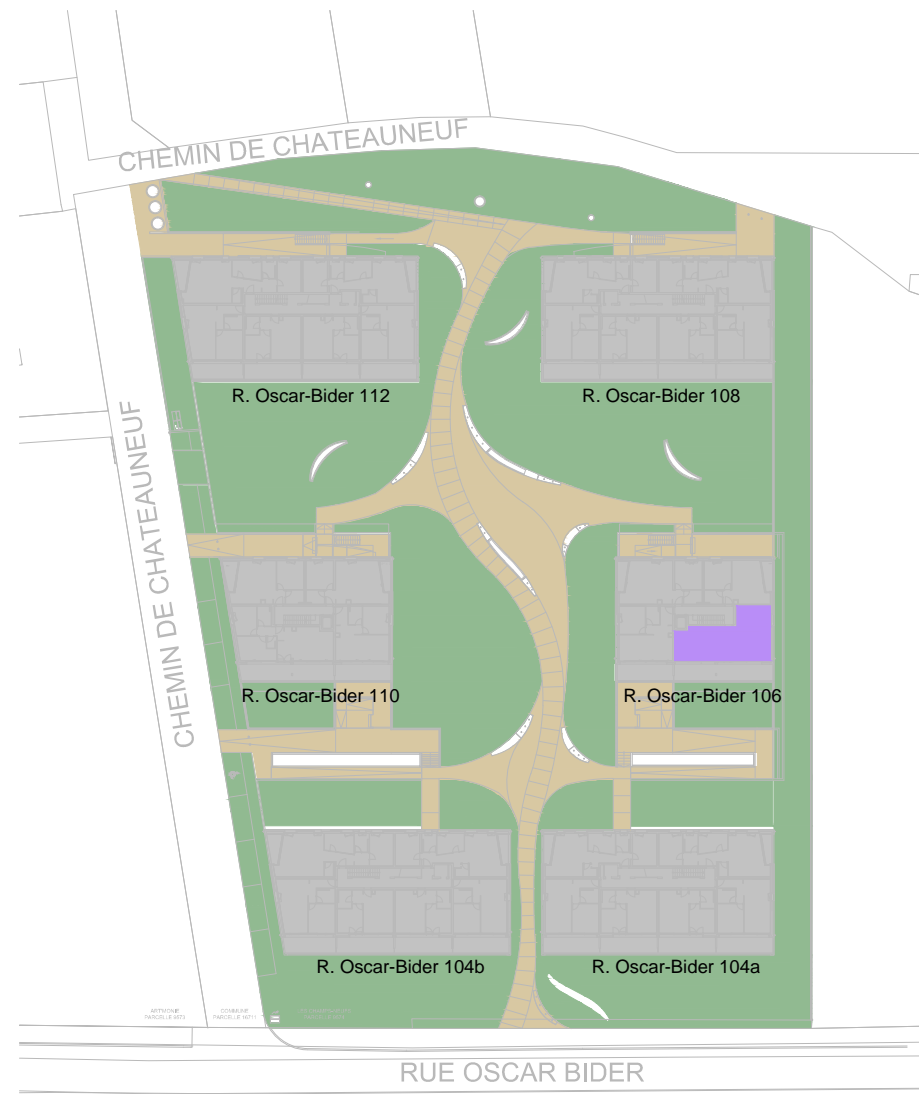 CHEMIN DE CHATEAUNEUF
R. Oscar-Bider 112
R. Oscar-Bider 108
CHEMIN DE CHATEAUNEUF
R. Oscar-Bider 110
R. Oscar-Bider 106
R. Oscar-Bider 104b
R. Oscar-Bider 104a
COMMUNE
RUE OSCAR BIDER